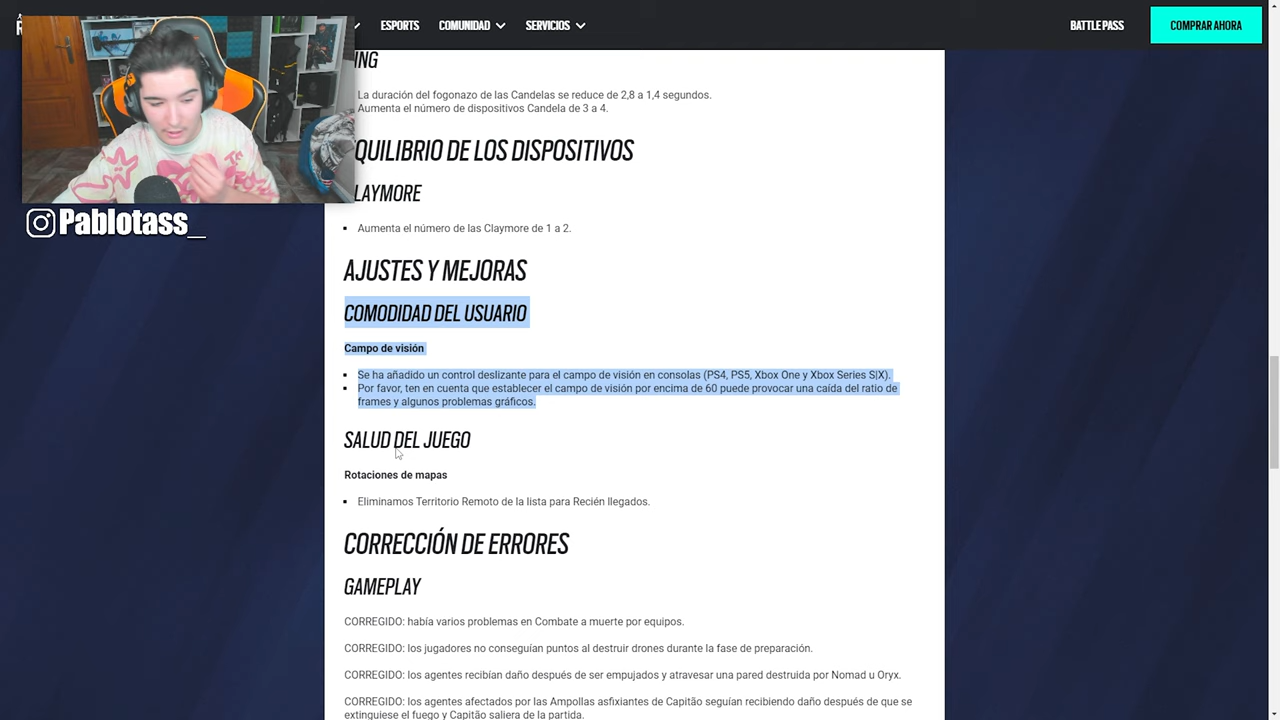 ESPORTS
COMUNIDAD
SERVICIOS
BATTLE PASS
COMPRAR AHORA
ING
La duración del fogonazo de las Candelas se reduce de 2,8 a 1,4 segundos.
Aumenta el número de dispositivos Candela de 3 a 4.
QUILIBRIO DE LOS DISPOSITIVOS
LAYMORE
Pablotass_
Aumenta el número de las Claymore de 1 a 2.
AJUSTES Y MEJORAS
COMODIDAD DEL USUARIO
Campo de visión
Se ha añadido un control deslizante para el campo de visión en consolas (PS4, PS5, Xbox One y Xbox Series S|X).
Por favor, ten en cuenta que establecer el campo de visión por encima de 60 puede provocar una caída del ratio de
frames y algunos problemas gráficos.
SALUD DEL JUEGO
Rotaciones de mapas
Eliminamos Territorio Remoto de la lista para Recién llegados.
CORRECCIÓN DE ERRORES
GAMEPLAY
CORREGIDO: había varios problemas en Combate a muerte por equipos.
CORREGIDO: los jugadores no conseguían puntos al destruir drones durante la fase de preparación.
CORREGIDO: los agentes recibían daño después de ser empujados y atravesar una pared destruida por Nomad u Oryx.
CORREGIDO: los agentes afectados por las Ampollas asfixiantes de Capitão seguían recibiendo daño después de que se
extinguiese el fuego y Capitão saliera de la partida.